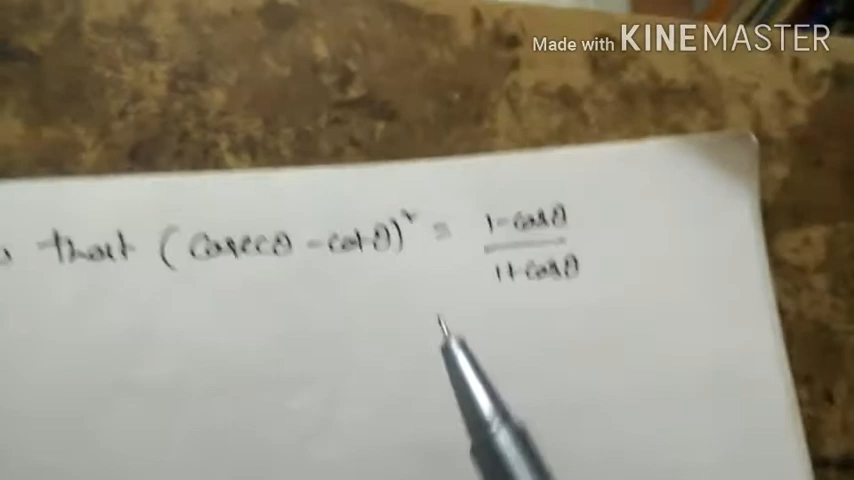 Made with KINEMASTER
that (cosecθ - cotθ)² = 1-cosθ
1+cosθ